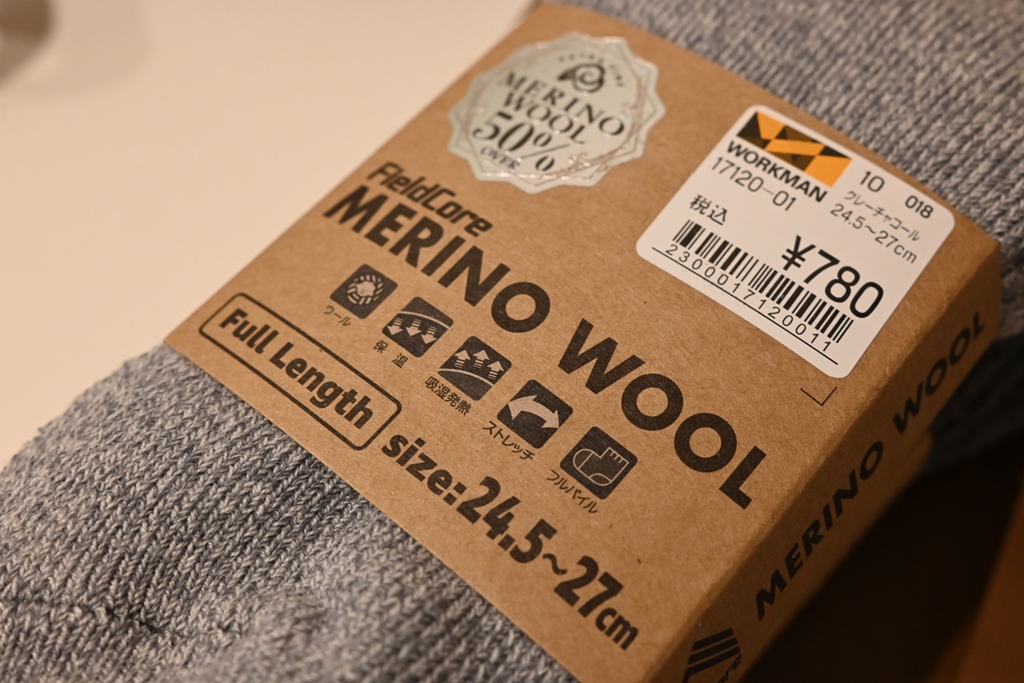 MERINO
WOOL
50%
OVER
FieldCore
MERINO WOOL
ウール
保温
吸湿発熱
ストレッチ
フルパイル
Full Length
size:24.5~27cm
WORKMAN
17120-01
10 018
グレーチャコール
24.5~27cm
税込
¥780
2300017120011
MERINO WOOL